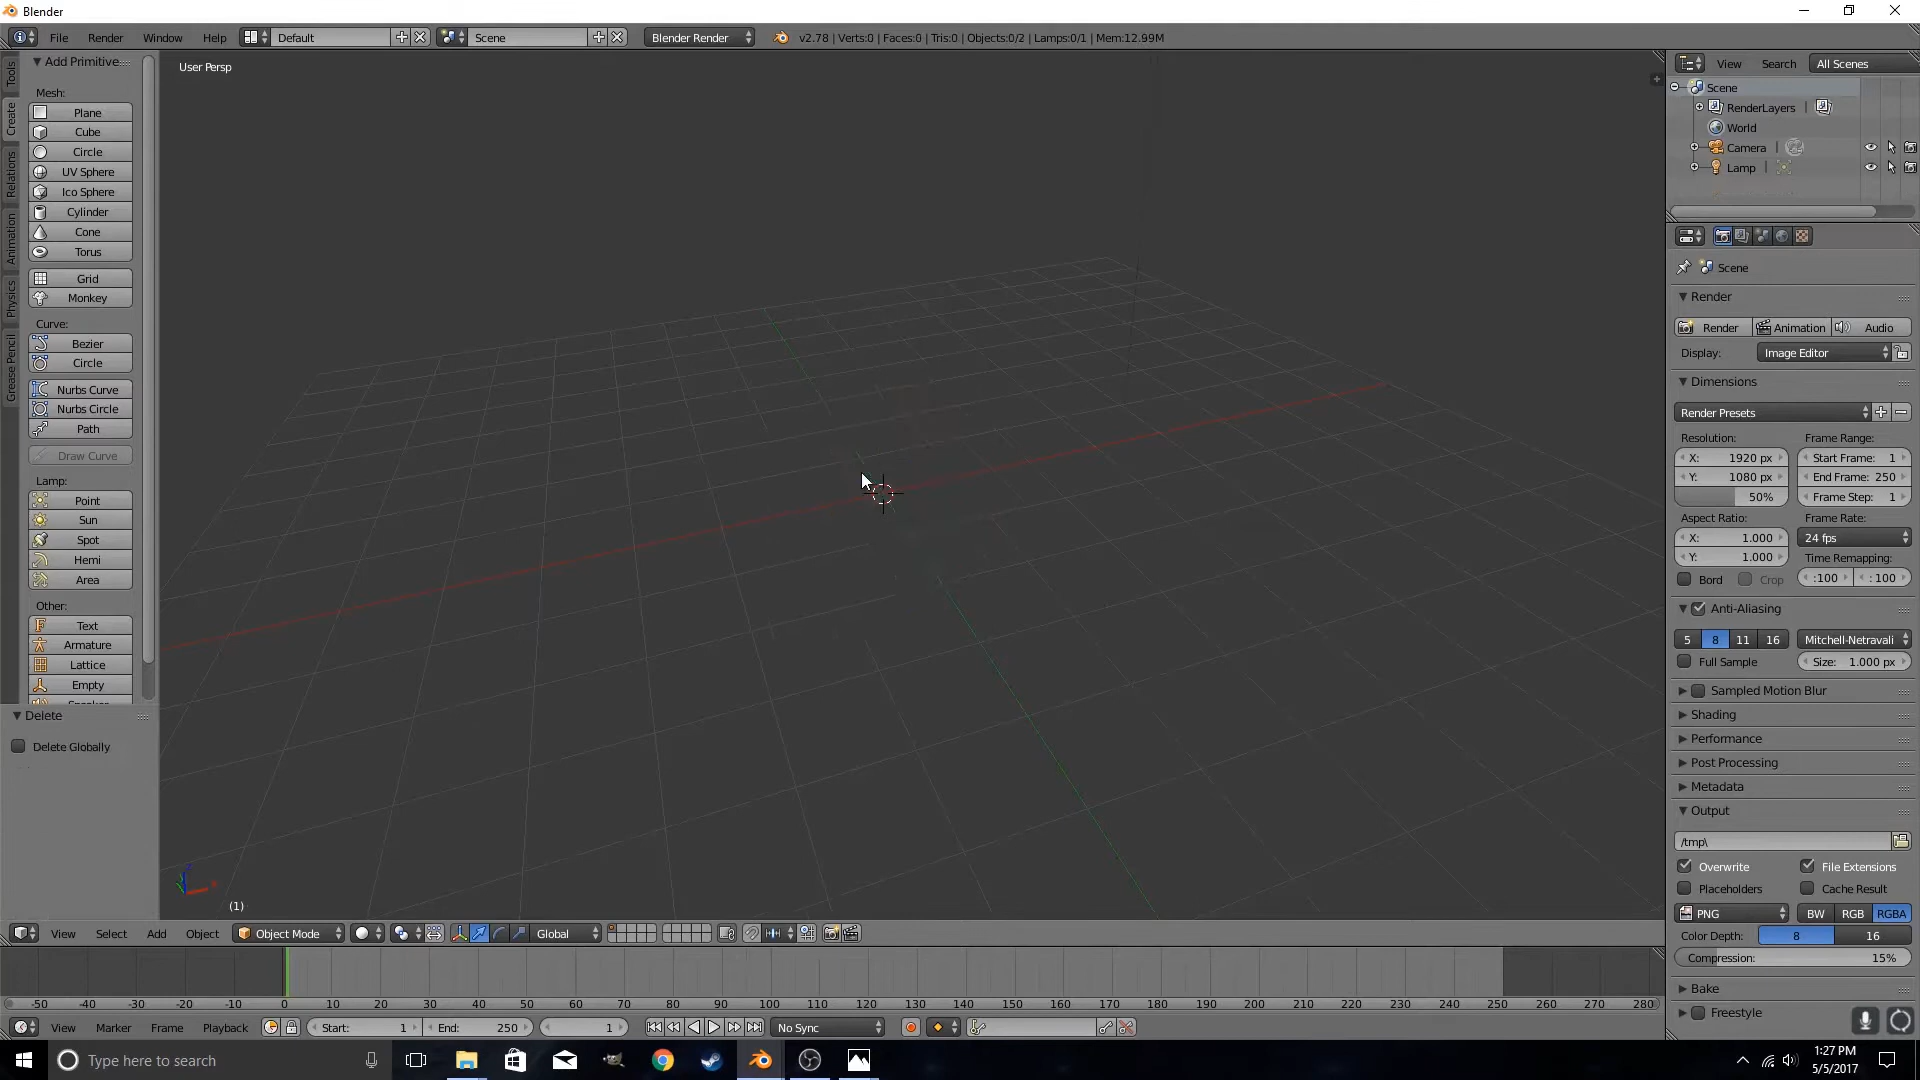 Blender
File Render Window Help Default Scene Blender Render v2.78 | Verts:0 | Faces:0 | Tris:0 | Objects:0/2 | Lamps:0/1 | Mem:12.99M
Tools
Create
Relations
Animation
Physics
Grease Pencil
Add Primitive
Mesh:
Plane
Cube
Circle
UV Sphere
Ico Sphere
Cylinder
Cone
Torus
Grid
Monkey
Curve:
Bezier
Circle
Nurbs Curve
Nurbs Circle
Path
Draw Curve
Lamp:
Point
Sun
Spot
Hemi
Area
Other:
Text
Armature
Lattice
Empty
Delete
Delete Globally
User Persp
(1)
View Select Add Object Object Mode Global
-50 -40 -30 -20 -10 0 10 20 30 40 50 60 70 80 90 100 110 120 130 140 150 160 170 180 190 200 210 220 230 240 250 260 270 280
View Marker Frame Playback Start: 1 End: 250 1 No Sync
View Search All Scenes
Scene
RenderLayers |
World
Camera |
Lamp |
Scene
Render
Render Animation Audio
Display: Image Editor
Dimensions
Render Presets
Resolution: Frame Range:
X: 1920 px Start Frame: 1
Y: 1080 px End Frame: 250
50% Frame Step: 1
Aspect Ratio: Frame Rate:
X: 1.000 24 fps
Y: 1.000 Time Remapping:
Bord Crop :100 : 100
Anti-Aliasing
5 8 11 16 Mitchell-Netravali
Full Sample Size: 1.000 px
Sampled Motion Blur
Shading
Performance
Post Processing
Metadata
Output
/tmp\
Overwrite File Extensions
Placeholders Cache Result
PNG BW RGB RGBA
Color Depth: 8 16
Compression: 15%
Bake
Freestyle
Type here to search
1:27 PM
5/5/2017